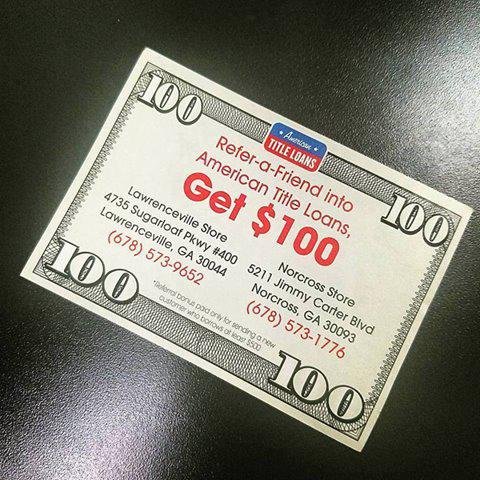 100
100
American
TITLE LOANS
Refer-a-Friend into
American Title Loans,
Get $100
Lawrenceville Store
4735 Sugarloaf Pkwy #400
Lawrenceville, GA 30044
(678) 573-9652
Norcross Store
5211 Jimmy Carter Blvd
Norcross, GA 30093
(678) 573-1776
*Referral bonus paid only for sending a new
customer who borrows at least $500
100
100